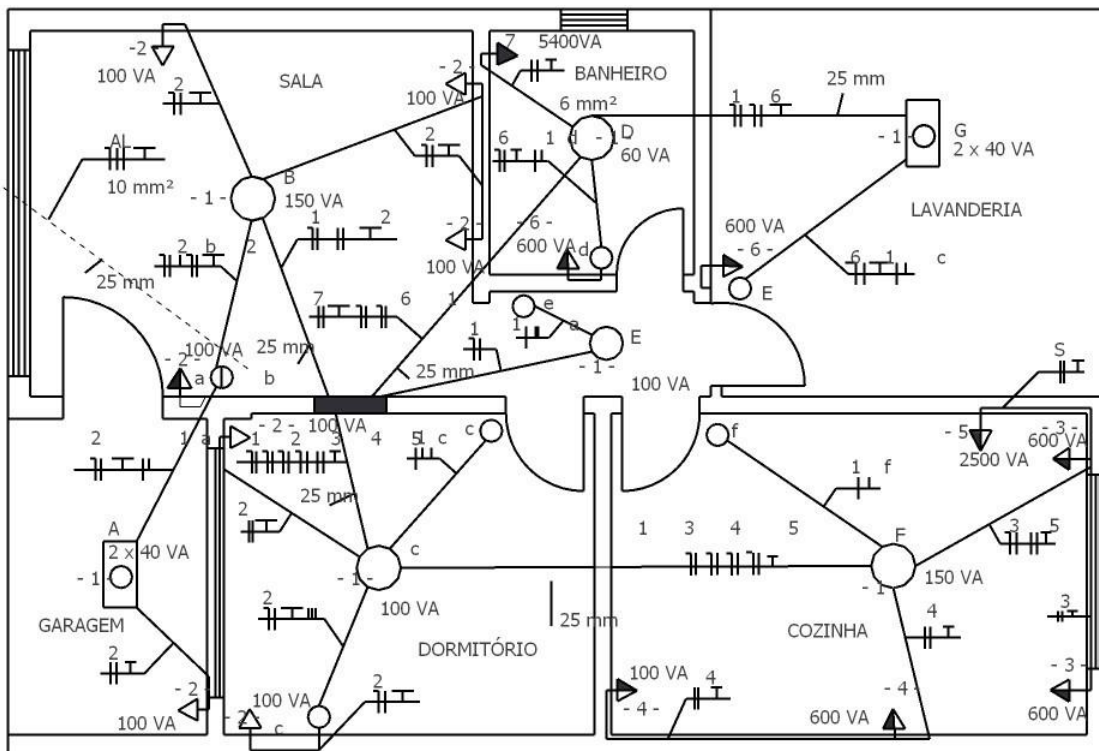 -2
100 VA
2
SALA
- 2 -
100 VA
7
5400VA
BANHEIRO
6 mm²
25 mm
1 6
- 1 -
G
2 x 40 VA
AL
10 mm²
2
6 1 d
- 1
D
60 VA
B
- 1 -
150 VA
1 2
- 2 -
100 VA
- 6 -
600 VA
d
600 VA
- 6 -
LAVANDERIA
E
6 1 c
2 b 2
25 mm
7 6 1
e
1 a
1
E
- 1 -
100 VA
25 mm
25 mm
100 VA
- 2 -
a
b
S
2
1 a
- 2 -
100 VA
1 2 3 4 5
1 c
c
f
- 5
2500 VA
- 3 -
600 VA
25 mm
1 f
2
A
2 x 40 VA
- 1 -
c
- 1 -
100 VA
1 3 4 5
F
- 1
150 VA
3 5
25 mm
GARAGEM
2
DORMITÓRIO
COZINHA
4
3
2
- 2 -
100 VA
100 VA
- 2 -
c
2
100 VA
- 4 -
4
600 VA
- 4 -
- 3 -
600 VA